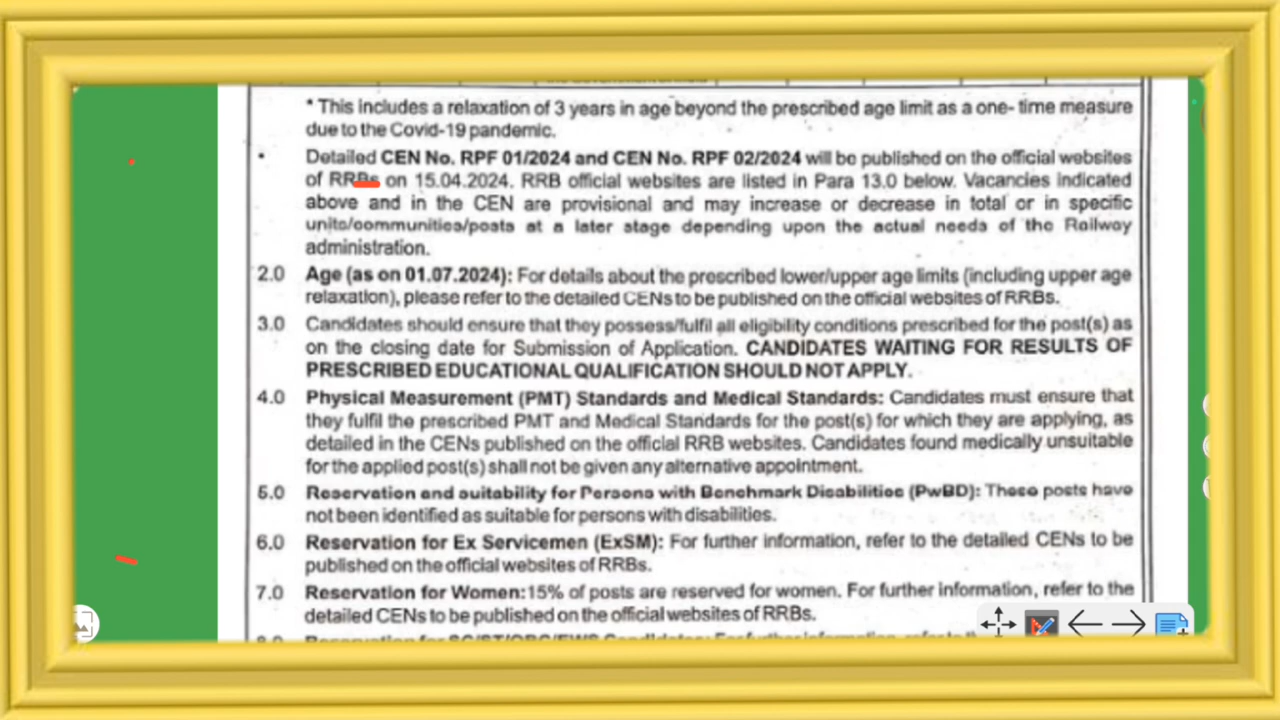 * This includes a relaxation of 3 years in age beyond the prescribed age limit as a one- time measure
due to the Covid-19 pandemic.
• Detailed CEN No. RPF 01/2024 and CEN No. RPF 02/2024 will be published on the official websites
of RRBs on 15.04.2024. RRB official websites are listed in Para 13.0 below. Vacancies indicated
above and in the CEN are provisional and may increase or decrease in total or in specific
units/communities/posts at a later stage depending upon the actual needs of the Railway
administration.
2.0 Age (as on 01.07.2024): For details about the prescribed lower/upper age limits (including upper age
relaxation), please refer to the detailed CENs to be published on the official websites of RRBs.
3.0 Candidates should ensure that they possess/fulfil all eligibility conditions prescribed for the post(s) as
on the closing date for Submission of Application. CANDIDATES WAITING FOR RESULTS OF
PRESCRIBED EDUCATIONAL QUALIFICATION SHOULD NOT APPLY.
4.0 Physical Measurement (PMT) Standards and Medical Standards: Candidates must ensure that
they fulfil the prescribed PMT and Medical Standards for the post(s) for which they are applying, as
detailed in the CENs published on the official RRB websites. Candidates found medically unsuitable
for the applied post(s) shall not be given any alternative appointment.
5.0 Reservation and suitability for Persons with Benchmark Disabilities (PwBD): These posts have
not been identified as suitable for persons with disabilities.
6.0 Reservation for Ex Servicemen (ExSM): For further information, refer to the detailed CENs to be
published on the official websites of RRBs.
7.0 Reservation for Women:15% of posts are reserved for women. For further information, refer to the
detailed CENs to be published on the official websites of RRBs.
8.0 Reservation for SC/ST/OBC/EWS Candidates: For further information, refer to